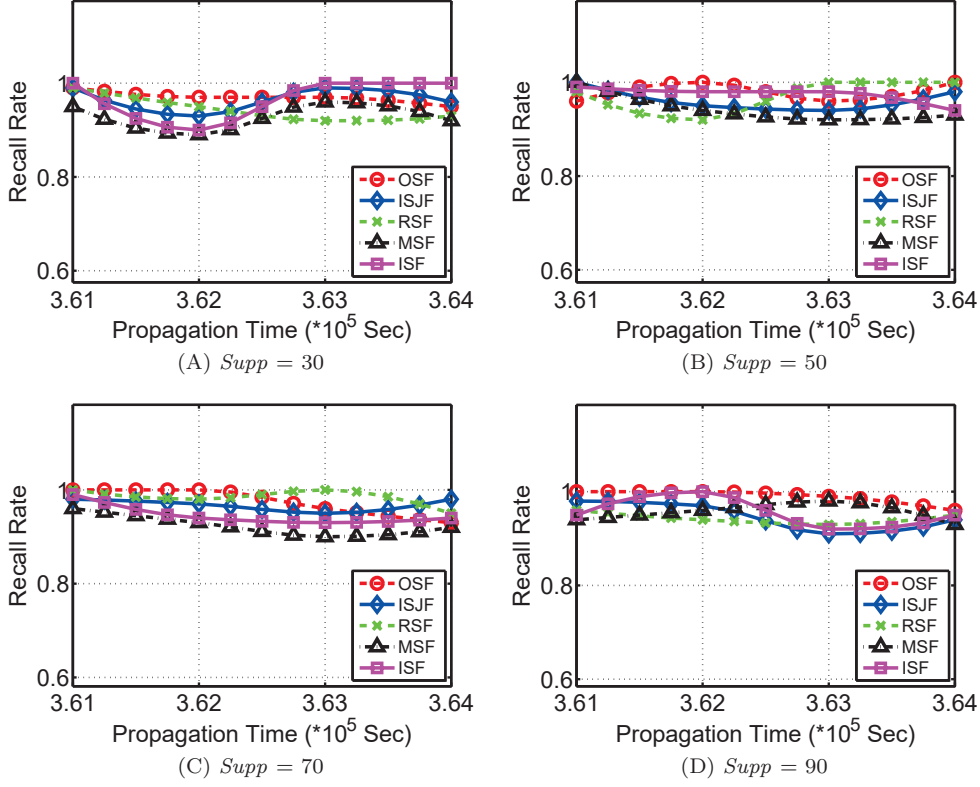 Recall Rate
1
0.8
0.6
OSF
ISJF
RSF
MSF
ISF
3.61 3.62 3.63 3.64
Propagation Time (*10^5 Sec)
(A) Supp = 30
Recall Rate
1
0.8
0.6
OSF
ISJF
RSF
MSF
ISF
3.61 3.62 3.63 3.64
Propagation Time (*10^5 Sec)
(B) Supp = 50
Recall Rate
1
0.8
0.6
OSF
ISJF
RSF
MSF
ISF
3.61 3.62 3.63 3.64
Propagation Time (*10^5 Sec)
(C) Supp = 70
Recall Rate
1
0.8
0.6
OSF
ISJF
RSF
MSF
ISF
3.61 3.62 3.63 3.64
Propagation Time (*10^5 Sec)
(D) Supp = 90